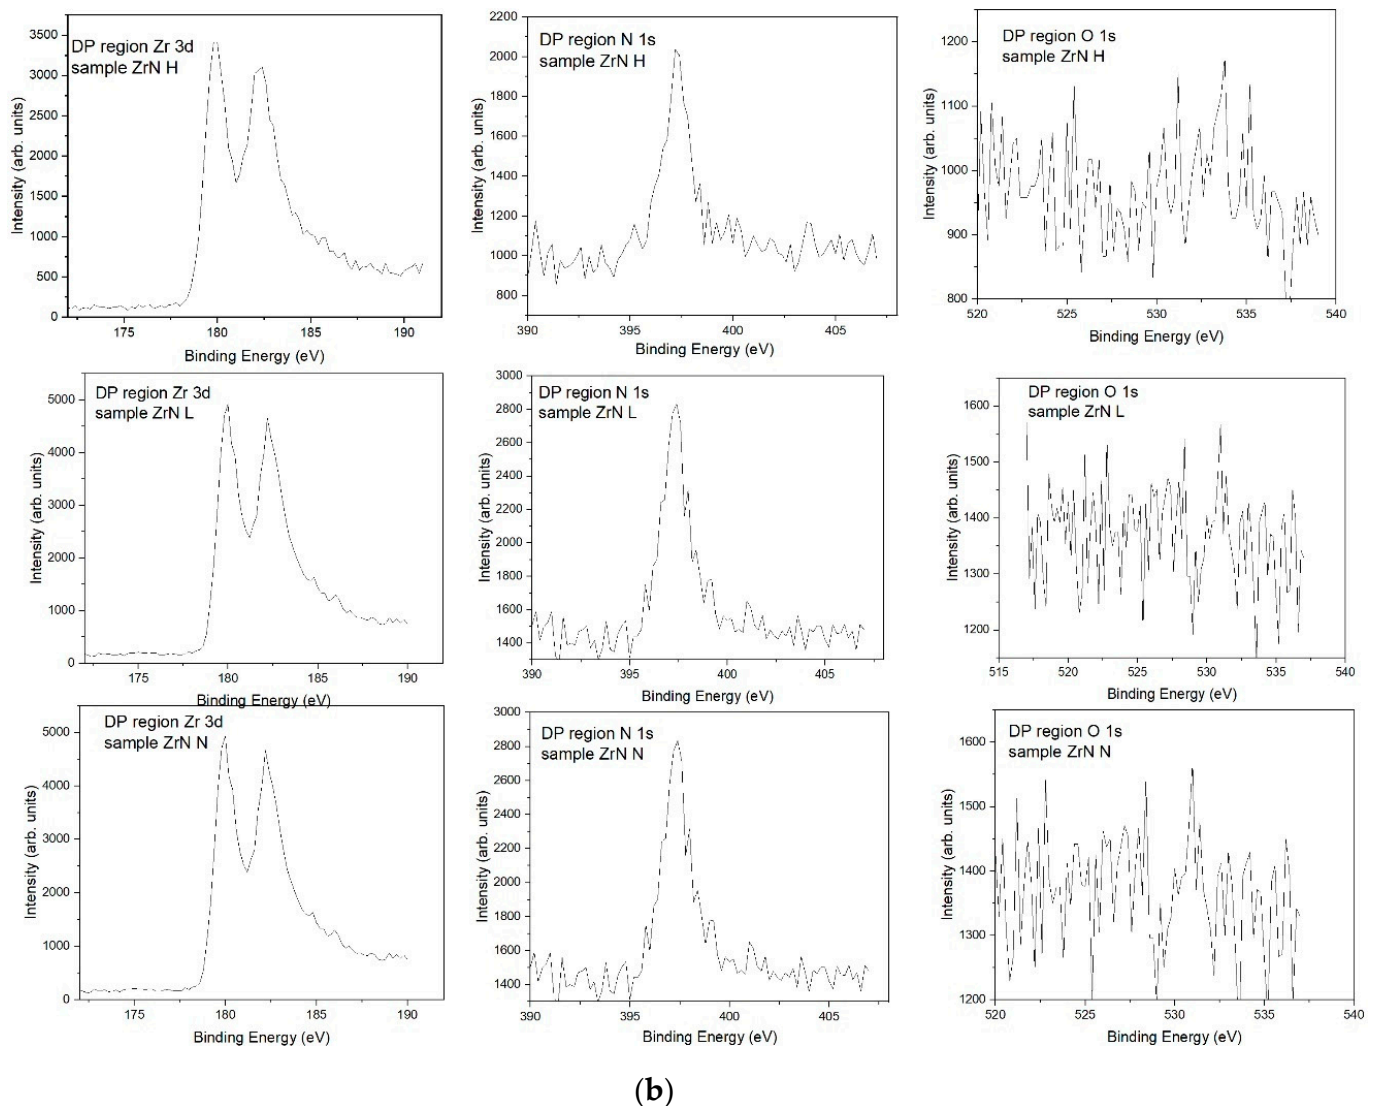 DP region Zr 3d
sample ZrN H
Intensity (arb. units)
3500
3000
2500
2000
1500
1000
500
0
175
180
185
190
Binding Energy (eV)
DP region N 1s
sample ZrN H
Intensity (arb. units)
2200
2000
1800
1600
1400
1200
1000
800
390
395
400
405
Binding Energy (eV)
DP region O 1s
sample ZrN H
Intensity (arb. units)
1200
1100
1000
900
800
520
525
530
535
540
Binding Energy (eV)
DP region Zr 3d
sample ZrN L
Intensity (arb. units)
5000
4000
3000
2000
1000
0
175
180
185
190
Binding Energy (eV)
DP region N 1s
sample ZrN L
Intensity (arb. units)
3000
2800
2600
2400
2200
2000
1800
1600
1400
390
395
400
405
Binding Energy (eV)
DP region O 1s
sample ZrN L
Intensity (arb. units)
1600
1500
1400
1300
1200
515
520
525
530
535
540
Binding Energy (eV)
DP region Zr 3d
sample ZrN N
Intensity (arb. units)
5000
4000
3000
2000
1000
0
175
180
185
190
Binding Energy (eV)
DP region N 1s
sample ZrN N
Intensity (arb. units)
3000
2800
2600
2400
2200
2000
1800
1600
1400
390
395
400
405
Binding Energy (eV)
DP region O 1s
sample ZrN N
Intensity (arb. units)
1600
1500
1400
1300
1200
520
525
530
535
540
Binding Energy (eV)
(b)